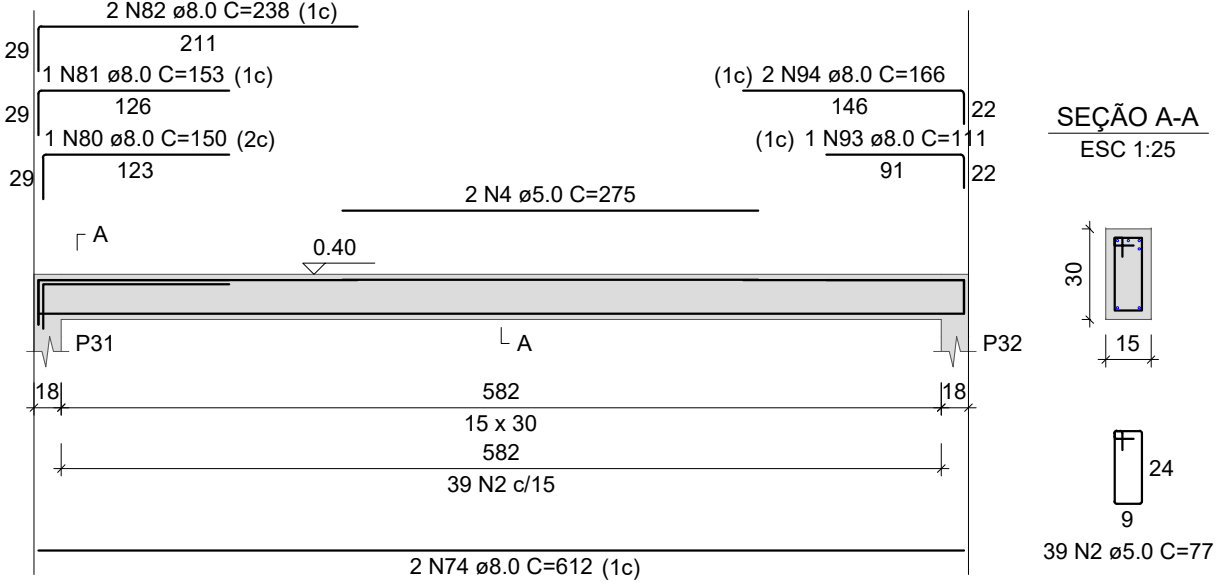 2 N82 ø8.0 C=238 (1c)
29
211
1 N81 ø8.0 C=153 (1c)
29
126
1 N80 ø8.0 C=150 (2c)
29
123
(1c) 2 N94 ø8.0 C=166
146
22
(1c) 1 N93 ø8.0 C=111
91
22
2 N4 ø5.0 C=275
A
0.40
P31
A
P32
18
582
18
15 x 30
582
39 N2 c/15
2 N74 ø8.0 C=612 (1c)
SEÇÃO A-A
ESC 1:25
30
15
24
9
39 N2 ø5.0 C=77